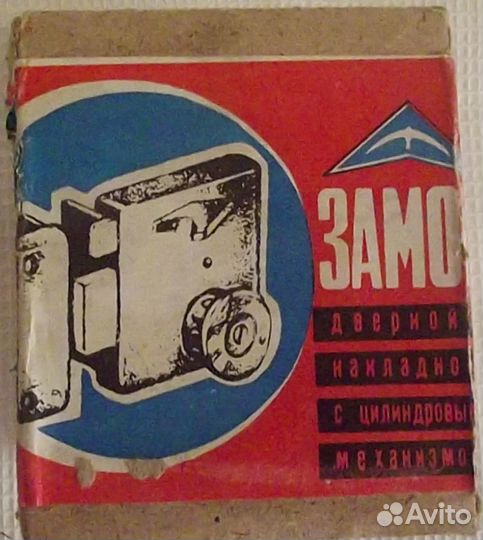 ЗАМО
дверной
накладно
с цилиндровы
механизмо
Avito